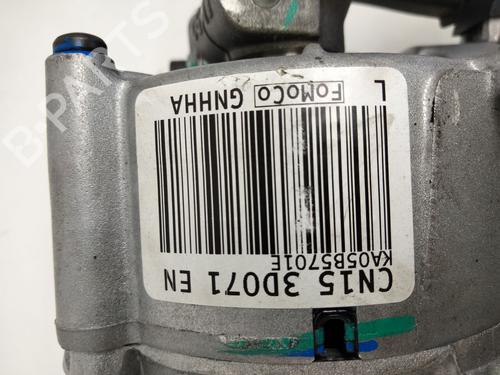 L FoMoCo GNHHA
KA05B5701E
CN15 3D071 EN
B-PARTS